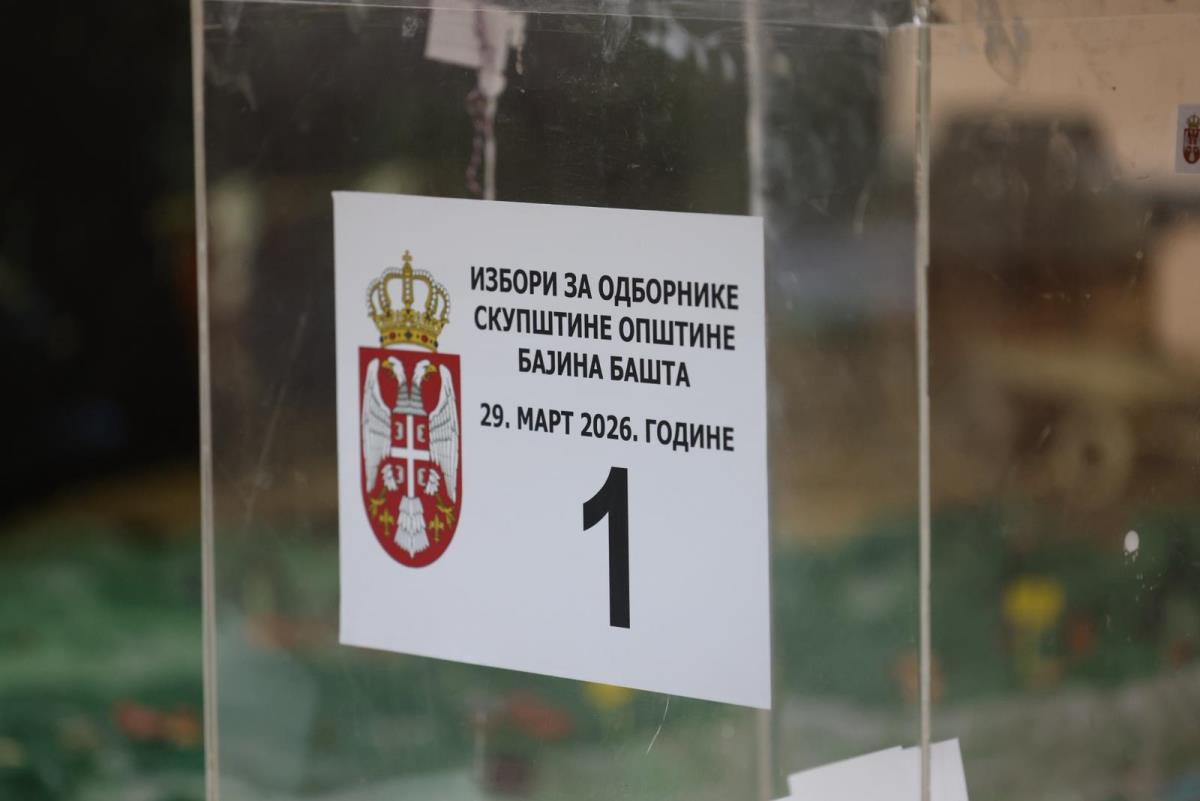 ИЗБОРИ ЗА ОДБОРНИКЕ
СКУПШТИНЕ ОПШТИНЕ
БАЈИНА БАШТА
29. МАРТ 2026. ГОДИНЕ
1